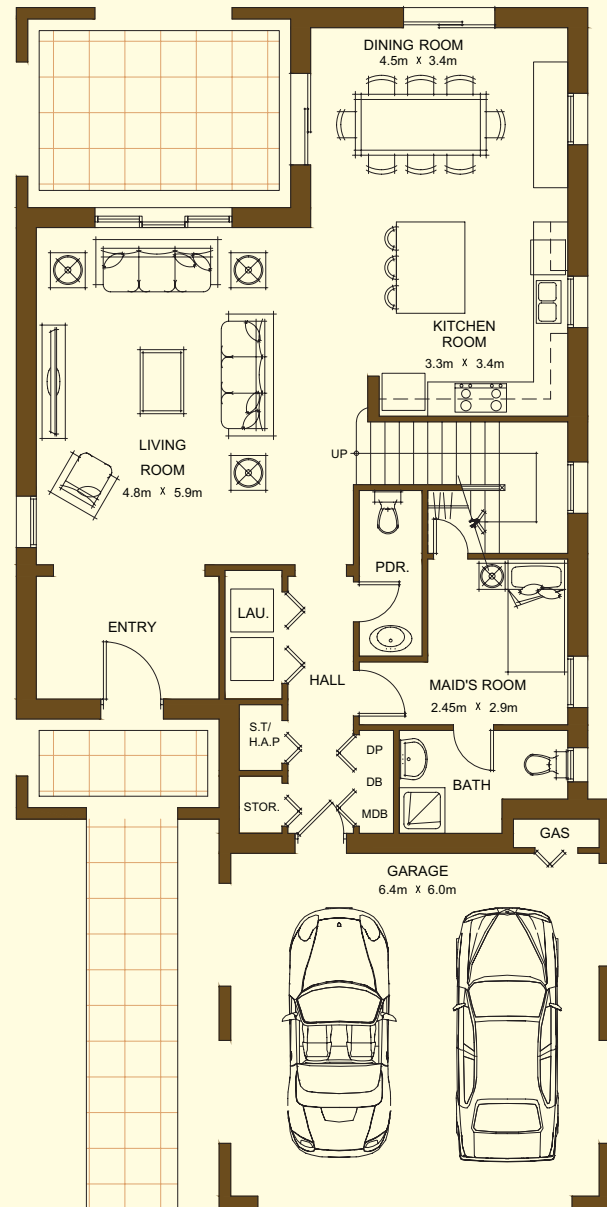 DINING ROOM
4.5m x 3.4m
KITCHEN
ROOM
3.3m x 3.4m
LIVING
ROOM
4.8m x 5.9m
UP
PDR.
LAU.
ENTRY
HALL
MAID'S ROOM
2.45m x 2.9m
S.T/
H.A.P
DP
DB
MDB
BATH
STOR.
GAS
GARAGE
6.4m x 6.0m